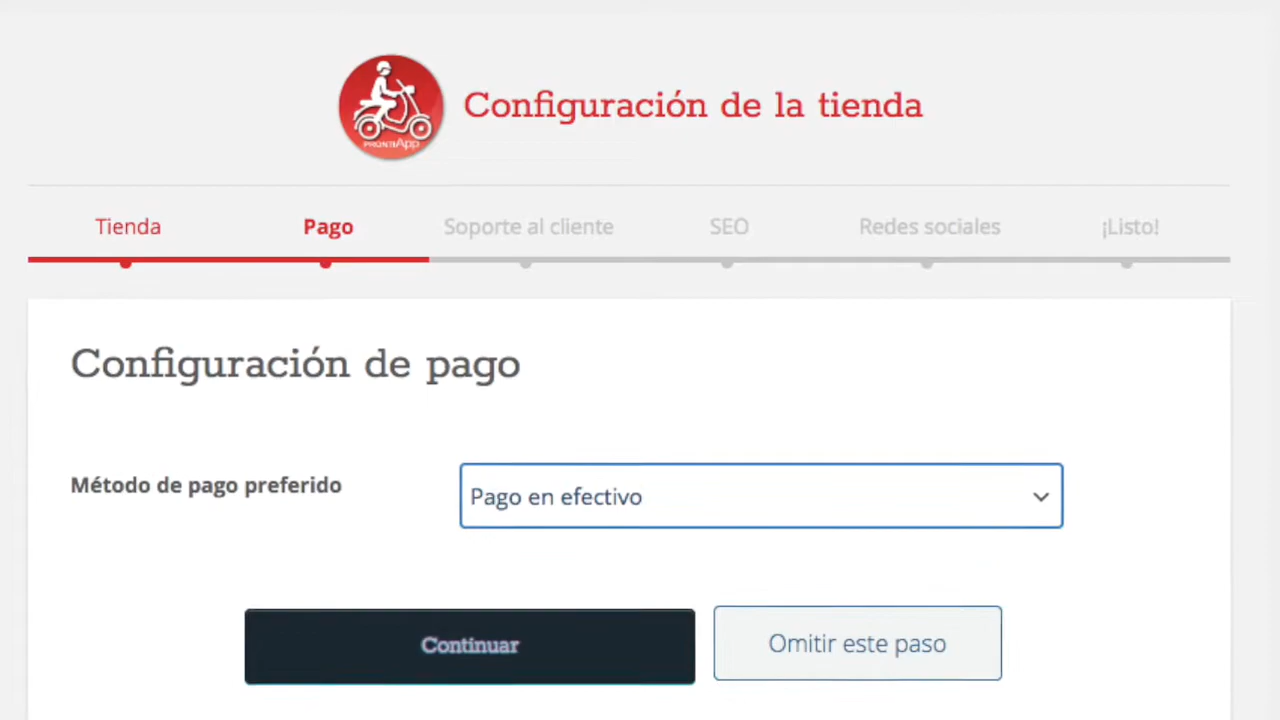 PRONTIApp
Configuración de la tienda
Tienda Pago Soporte al cliente SEO Redes sociales ¡Listo!
Configuración de pago
Método de pago preferido
Pago en efectivo
Continuar Omitir este paso